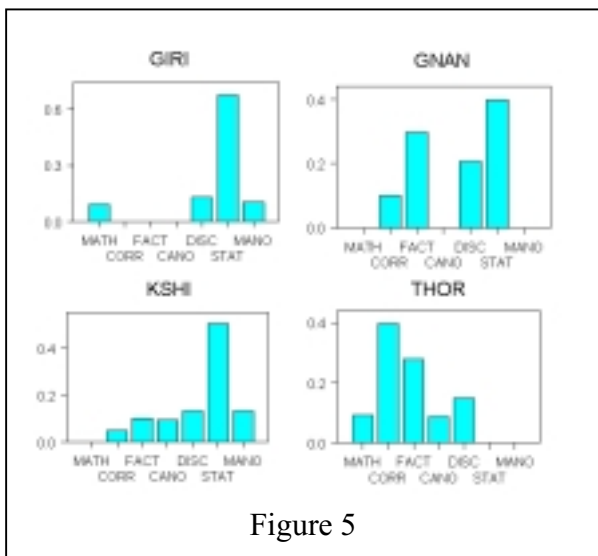 GIRI
0.6
0.3
0.0
MATH FACT DISC MANO
CORR CANO STAT
GNAN
0.4
0.2
0.0
MATH FACT DISC MANO
CORR CANO STAT
KSHI
0.4
0.2
0.0
MATH FACT DISC MANO
CORR CANO STAT
THOR
0.4
0.2
0.0
MATH FACT DISC MANO
CORR CANO STAT
Figure 5